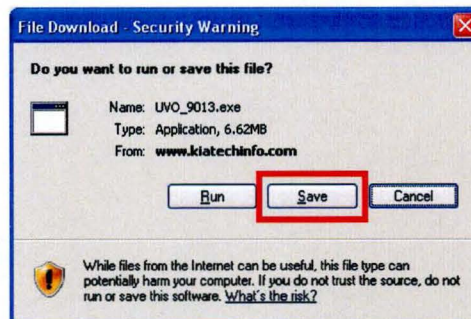 File Download - Security Warning
Do you want to run or save this file?
Name: UVO_9013.exe
Type: Application, 6.62MB
From: www.kiatechinfo.com
Run Save Cancel
While files from the Internet can be useful, this file type can
potentially harm your computer. If you do not trust the source, do not
run or save this software. What's the risk?